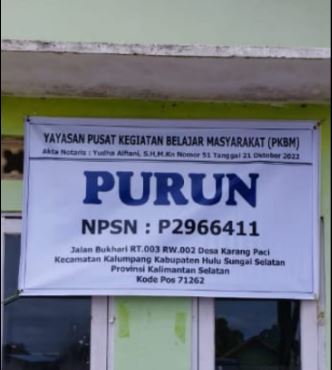 YAYASAN PUSAT KEGIATAN BELAJAR MASYARAKAT (PKBM)
Akta Notaris : Yudha Alfiani, S.H,M.Kn Nomor 51 Tanggal 21 Oktober 2022
PURUN
NPSN : P2966411
Jalan Bukhari RT.003 RW.002 Desa Karang Paci
Kecamatan Kalumpang Kabupaten Hulu Sungai Selatan
Provinsi Kalimantan Selatan
Kode Pos 71262